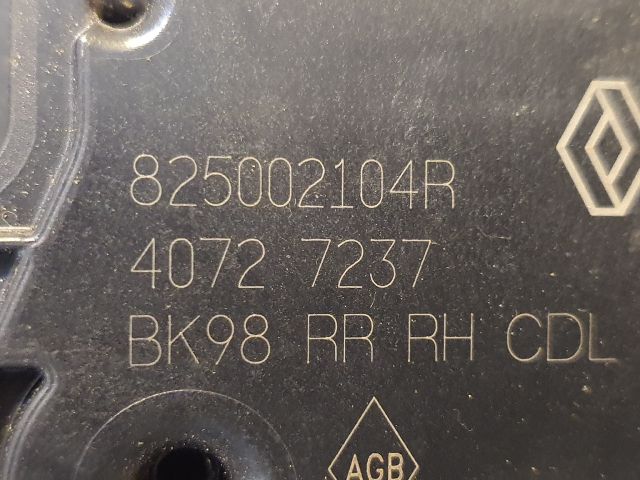 825002104R
4072 7237
BK98 RR RH CDL
AGB